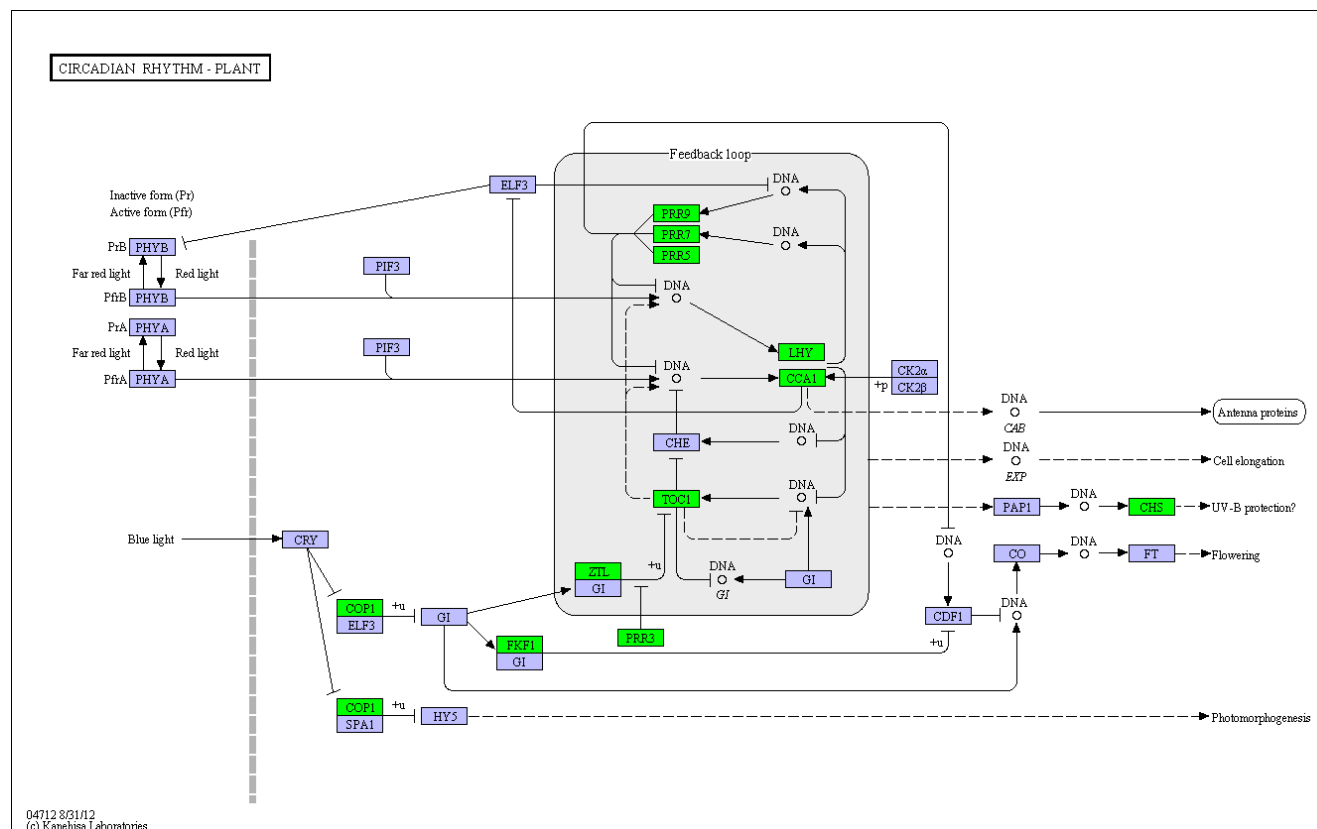 CIRCADIAN RHYTHM - PLANT
Feedback loop
Inactive form (Pr)
Active form (Pfr)
ELF3
DNA
PRR9
PRR7
DNA
PRR5
PrB PHYB
Far red light
Red light
PIF3
DNA
PfrB PHYB
PrA PHYA
Far red light
Red light
PIF3
LHY
DNA
PfrA PHYA
CCA1
CK2α
+p
CK2β
DNA
CAB
Antenna proteins
CHE
DNA
DNA
EXP
Cell elongation
TOC1
DNA
PAP1
DNA
CHS
UV-B protection?
Blue light
CRY
DNA
CO
DNA
FT
Flowering
ZTL
GI
+u
DNA
GI
GI
COP1
ELF3
+u
GI
CDF1
DNA
PRR3
FKF1
GI
+u
COP1
SPA1
+u
HY5
Photomorphogenesis
04712 8/31/12
(c) Kanehisa Laboratories